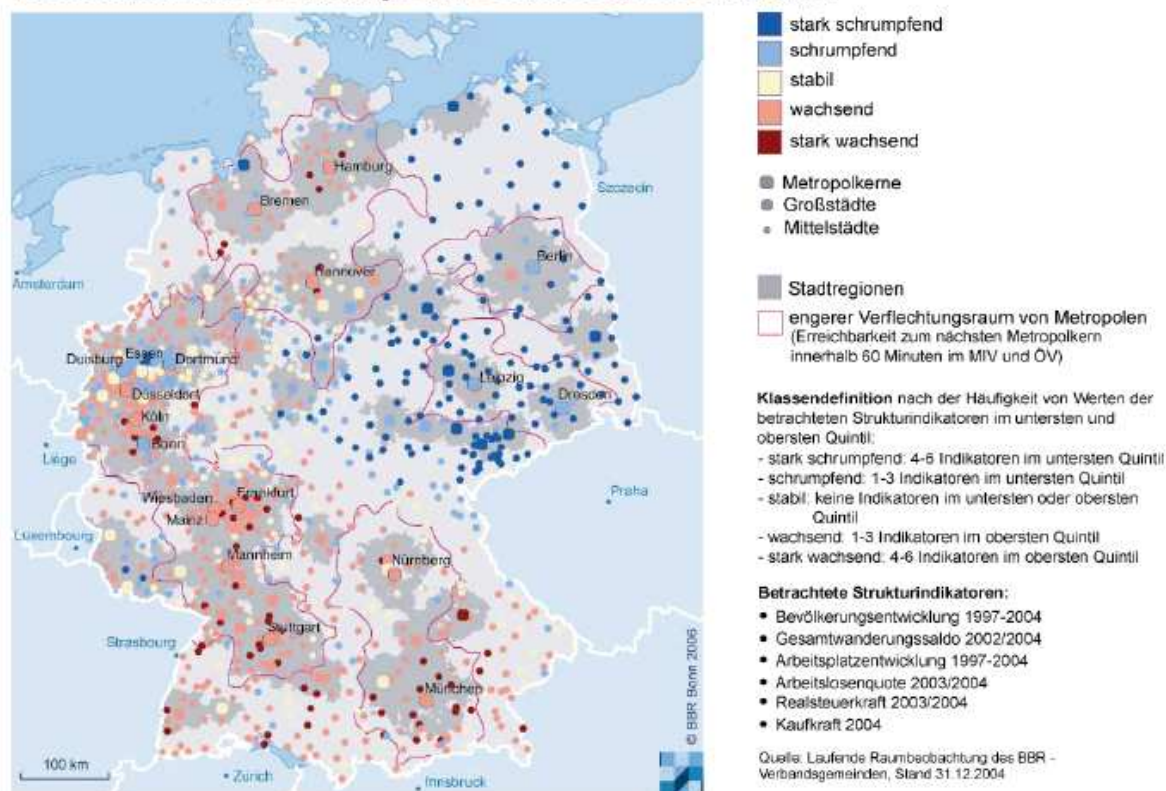 stark schrumpfend
schrumpfend
stabil
wachsend
stark wachsend
Metropolkerne
Großstädte
Mittelstädte
Stadtregionen
engerer Verflechtungsraum von Metropolen
(Erreichbarkeit zum nächsten Metropolkern
innerhalb 60 Minuten im MIV und ÖV)
Klassendefinition nach der Häufigkeit von Werten der
betrachteten Strukturindikatoren im untersten und
obersten Quintil:
- stark schrumpfend: 4-6 Indikatoren im untersten Quintil
- schrumpfend: 1-3 Indikatoren im untersten Quintil
- stabil: keine Indikatoren im untersten oder obersten
Quintil
- wachsend: 1-3 Indikatoren im obersten Quintil
- stark wachsend: 4-6 Indikatoren im obersten Quintil
Betrachtete Strukturindikatoren:
• Bevölkerungsentwicklung 1997-2004
• Gesamtwanderungssaldo 2002/2004
• Arbeitsplatzentwicklung 1997-2004
• Arbeitslosenquote 2003/2004
• Realsteuerkraft 2003/2004
• Kaufkraft 2004
Quelle: Laufende Raumbeobachtung des BBR -
Verbandsgemeinden, Stand 31.12.2004
Hamburg
Szczecin
Bremen
Berlin
Hannover
Amsterdam
Duisburg
Essen
Dortmund
Düsseldorf
Leipzig
Dresden
Köln
Bonn
Liège
Wiesbaden
Frankfurt
Mainz
Praha
Luxembourg
Mannheim
Nürnberg
Strasbourg
Stuttgart
München
100 km
Zürich
Innsbruck
© BBR Bonn 2006